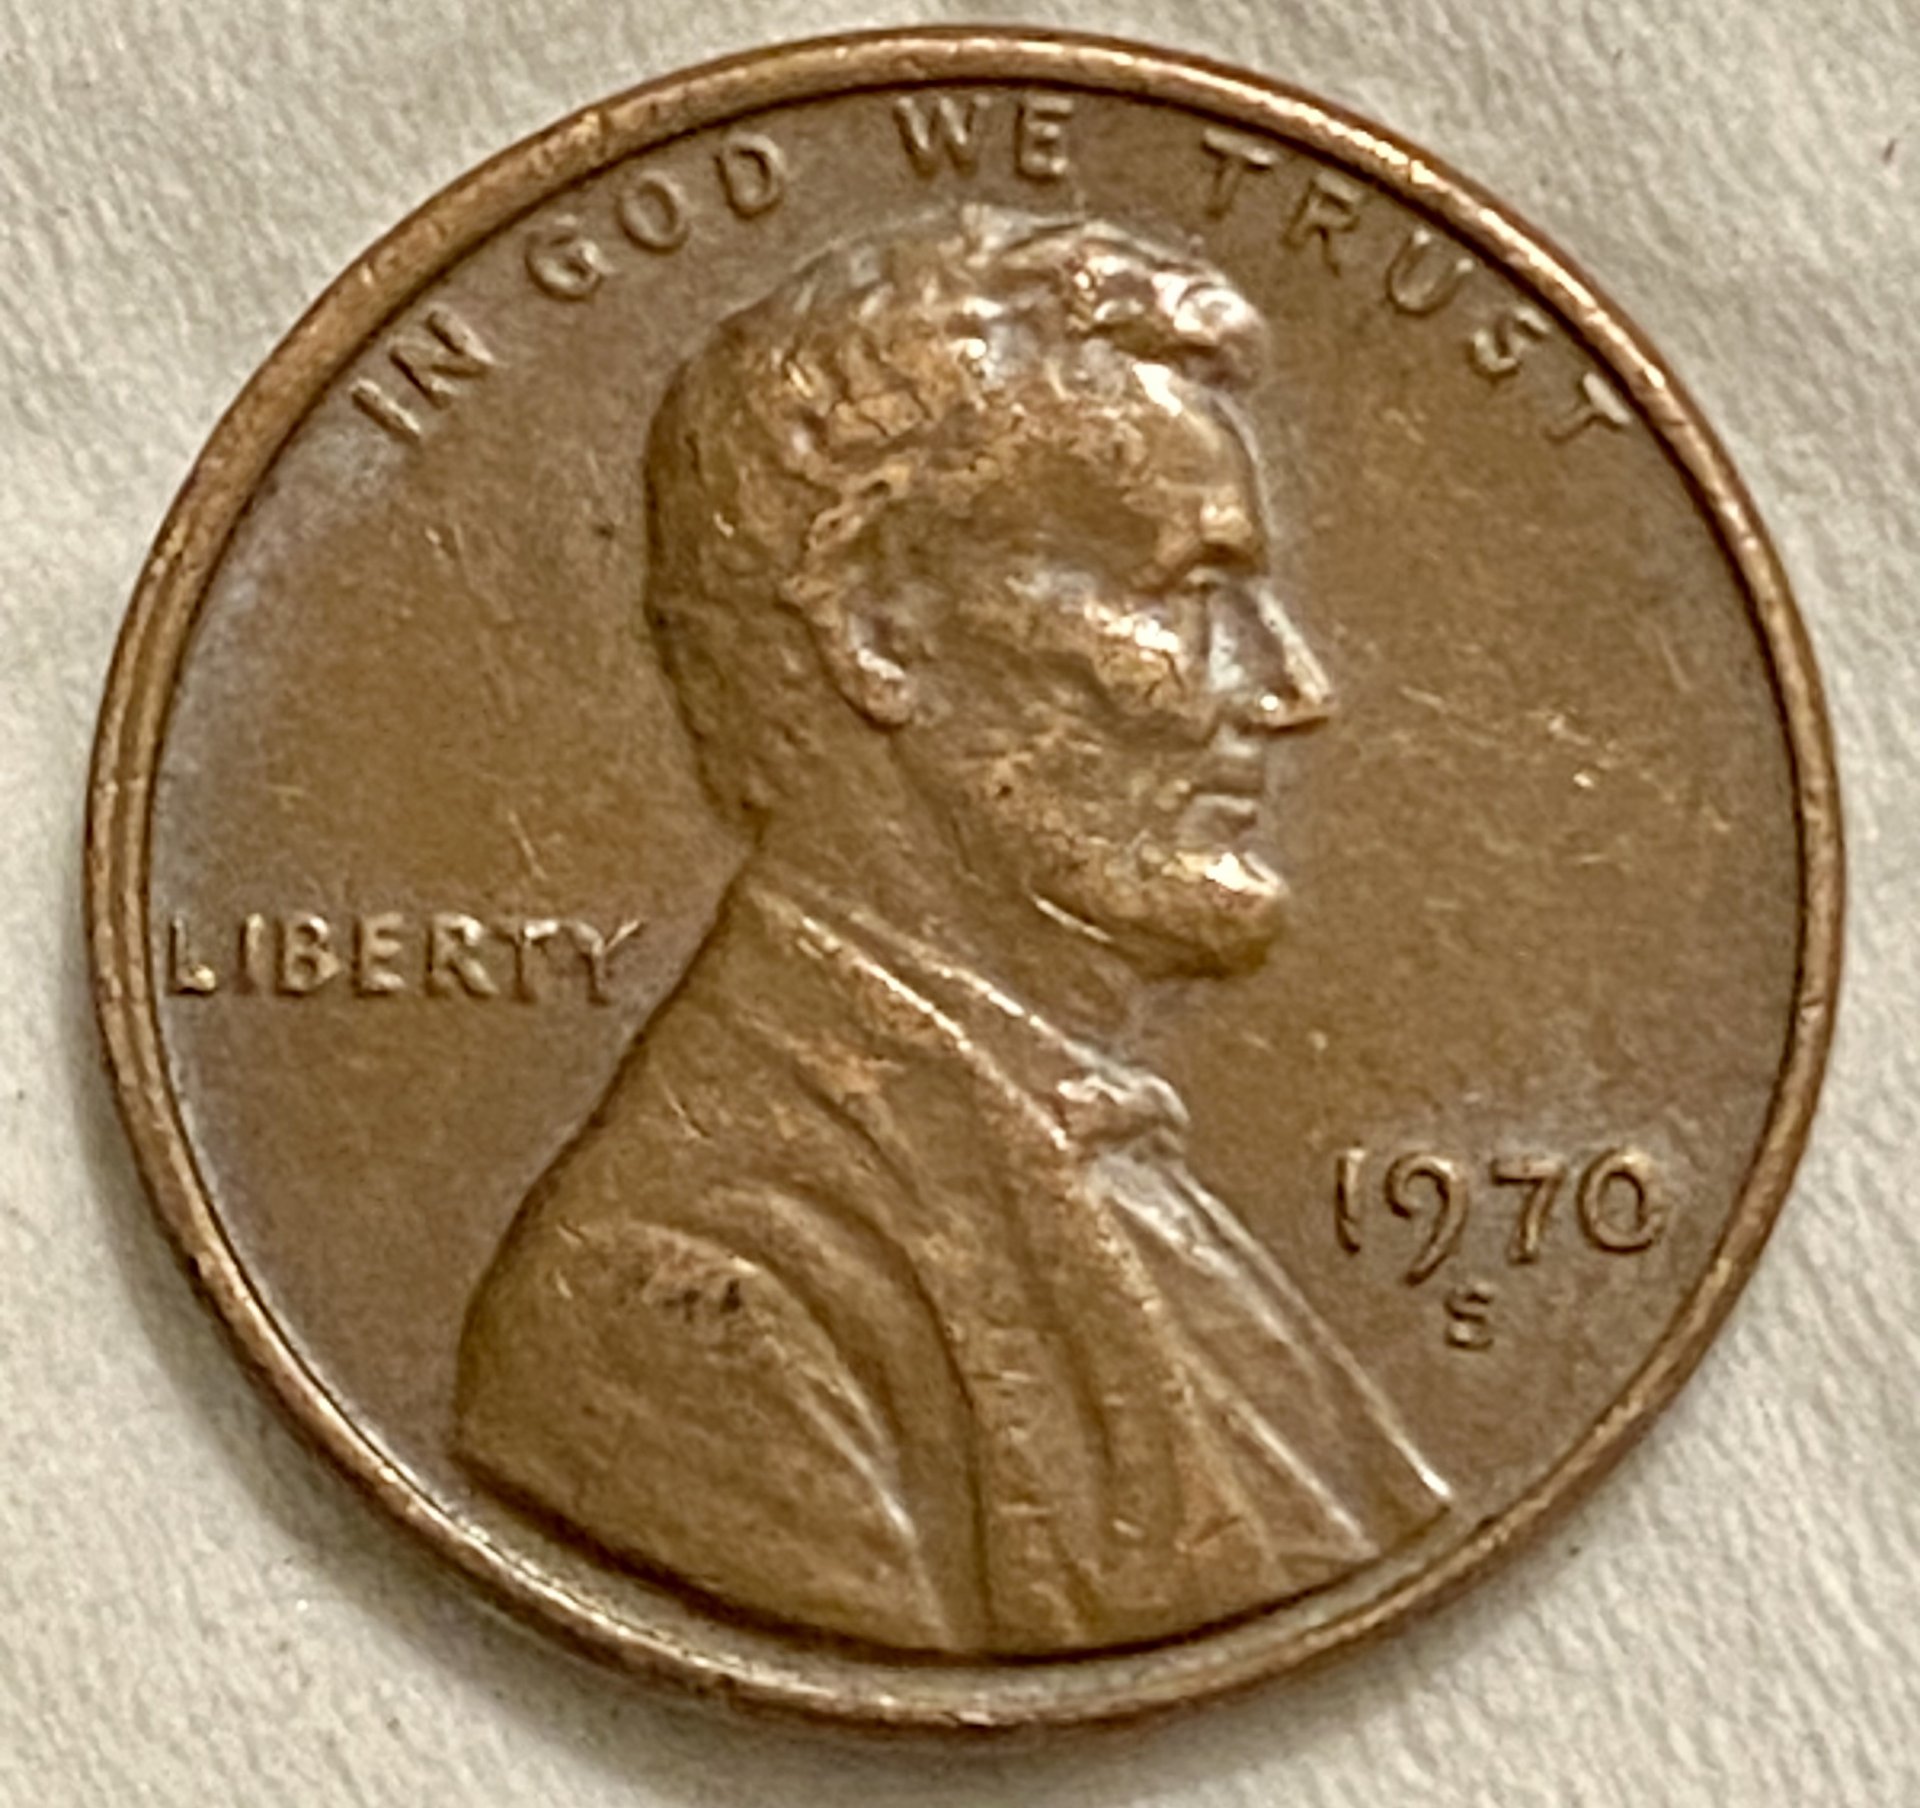 IN GOD WE TRUST
LIBERTY
1970
S